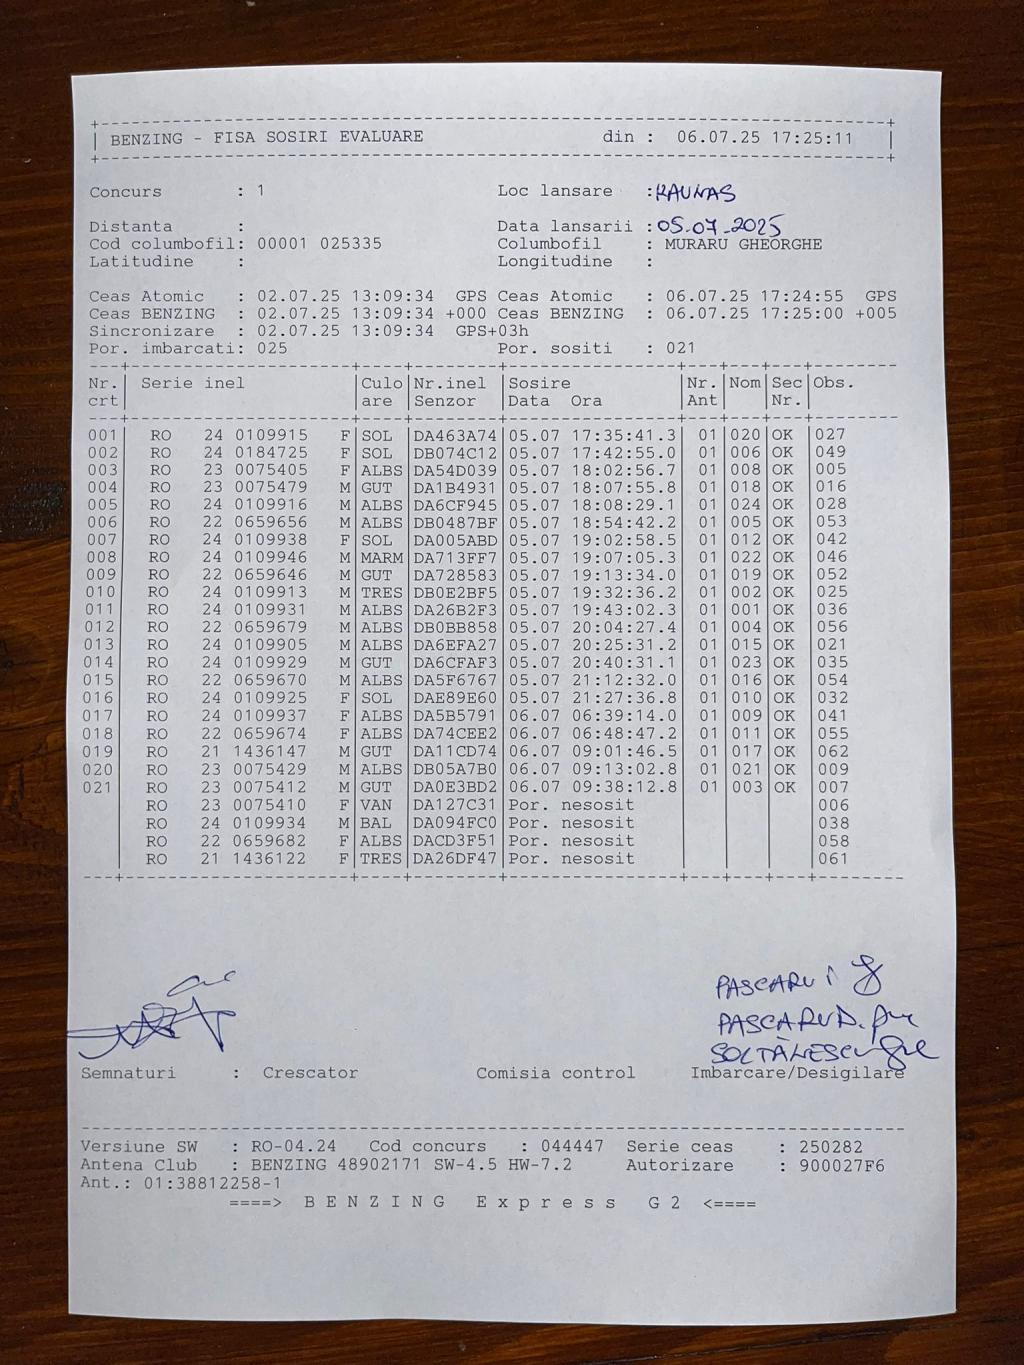 BENZING - FISA SOSIRI EVALUARE din : 06.07.25 17:25:11
Concurs : 1 Loc lansare : KAUNAS
Distanta : Data lansarii : 05.07.2025
Cod columbofil: 00001 025335 Columbofil : MURARU GHEORGHE
Latitudine : Longitudine :
Ceas Atomic : 02.07.25 13:09:34 GPS Ceas Atomic : 06.07.25 17:24:55 GPS
Ceas BENZING : 02.07.25 13:09:34 +000 Ceas BENZING : 06.07.25 17:25:00 +005
Sincronizare : 02.07.25 13:09:34 GPS+03h
Por. imbarcati: 025 Por. sositi : 021
Nr. Serie inel Culo Nr.inel Sosire Nr. Nom Sec Obs.
crt are Senzor Data Ora Ant Nr.
001 RO 24 0109915 F SOL DA463A74 05.07 17:35:41.3 01 020 OK 027
002 RO 24 0184725 F SOL DB074C12 05.07 17:42:55.0 01 006 OK 049
003 RO 23 0075405 F ALBS DA54D039 05.07 18:02:56.7 01 008 OK 005
004 RO 23 0075479 M GUT DA1B4931 05.07 18:07:55.8 01 018 OK 016
005 RO 24 0109916 M ALBS DA6CF945 05.07 18:08:29.1 01 024 OK 028
006 RO 22 0659656 M ALBS DB0487BF 05.07 18:54:42.2 01 005 OK 053
007 RO 24 0109938 F SOL DA005ABD 05.07 19:02:58.5 01 012 OK 042
008 RO 24 0109946 M MARM DA713FF7 05.07 19:07:05.3 01 022 OK 046
009 RO 22 0659646 M GUT DA728583 05.07 19:13:34.0 01 019 OK 052
010 RO 24 0109913 M TRES DB0E2BF5 05.07 19:32:36.2 01 002 OK 025
011 RO 24 0109931 M ALBS DA26B2F3 05.07 19:43:02.3 01 001 OK 036
012 RO 22 0659679 M ALBS DB0BB858 05.07 20:04:27.4 01 004 OK 056
013 RO 24 0109905 M ALBS DA6EFA27 05.07 20:25:31.2 01 015 OK 021
014 RO 24 0109929 M GUT DA6CFAF3 05.07 20:40:31.1 01 023 OK 035
015 RO 22 0659670 M ALBS DA5F6767 05.07 21:12:32.0 01 016 OK 054
016 RO 24 0109925 F SOL DAE89E60 05.07 21:27:36.8 01 010 OK 032
017 RO 24 0109937 F ALBS DA5B5791 06.07 06:39:14.0 01 009 OK 041
018 RO 22 0659674 F ALBS DA74CEE2 06.07 06:48:47.2 01 011 OK 055
019 RO 21 1436147 M GUT DA11CD74 06.07 09:01:46.5 01 017 OK 062
020 RO 23 0075429 M ALBS DB05A7B0 06.07 09:13:02.8 01 021 OK 009
021 RO 23 0075412 M GUT DA0E3BD2 06.07 09:38:12.8 01 003 OK 007
RO 23 0075410 F VAN DA127C31 Por. nesosit 006
RO 24 0109934 M BAL DA094FC0 Por. nesosit 038
RO 22 0659682 F ALBS DACD3F51 Por. nesosit 058
RO 21 1436122 F TRES DA26DF47 Por. nesosit 061
PASCARU I
PASCARU D.
SOLTĂNESCU
Semnaturi : Crescator Comisia control Imbarcare/Desigilare
Versiune SW : RO-04.24 Cod concurs : 044447 Serie ceas : 250282
Antena Club : BENZING 48902171 SW-4.5 HW-7.2 Autorizare : 900027F6
Ant.: 01:38812258-1
====> B E N Z I N G E x p r e s s G 2 <====